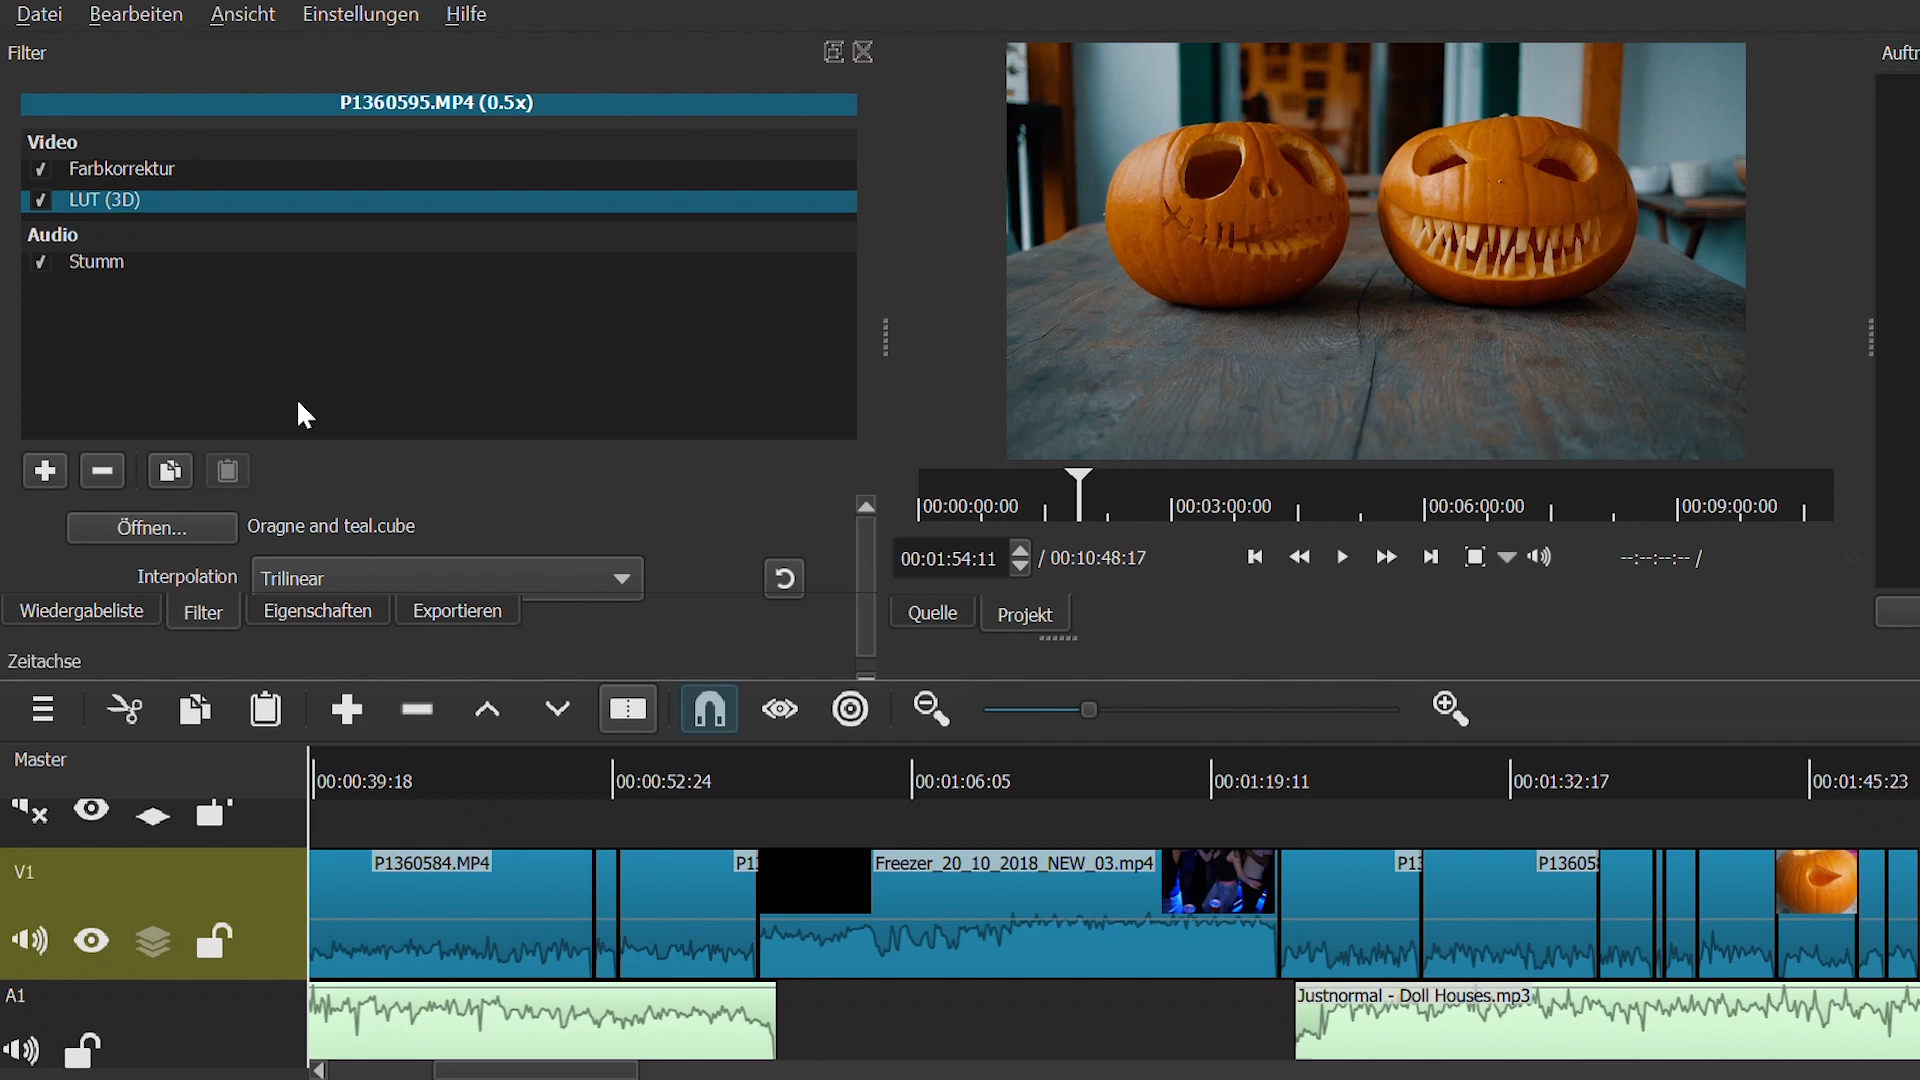 Datei Bearbeiten Ansicht Einstellungen Hilfe
Filter
Auftr
P1360595.MP4 (0.5x)
Video
Farbkorrektur
LUT (3D)
Audio
Stumm
Öffnen... Oragne and teal.cube
Interpolation Trilinear
Wiedergabeliste Filter Eigenschaften Exportieren
00:00:00:00 00:03:00:00 00:06:00:00 00:09:00:00
00:01:54:11 / 00:10:48:17 --:--:--:-- /
Quelle Projekt
Zeitachse
Master
00:00:39:18 00:00:52:24 00:01:06:05 00:01:19:11 00:01:32:17 00:01:45:23
V1
P1360584.MP4 P13 Freezer_20_10_2018_NEW_03.mp4 P13 P13605
A1
Justnormal - Doll Houses.mp3